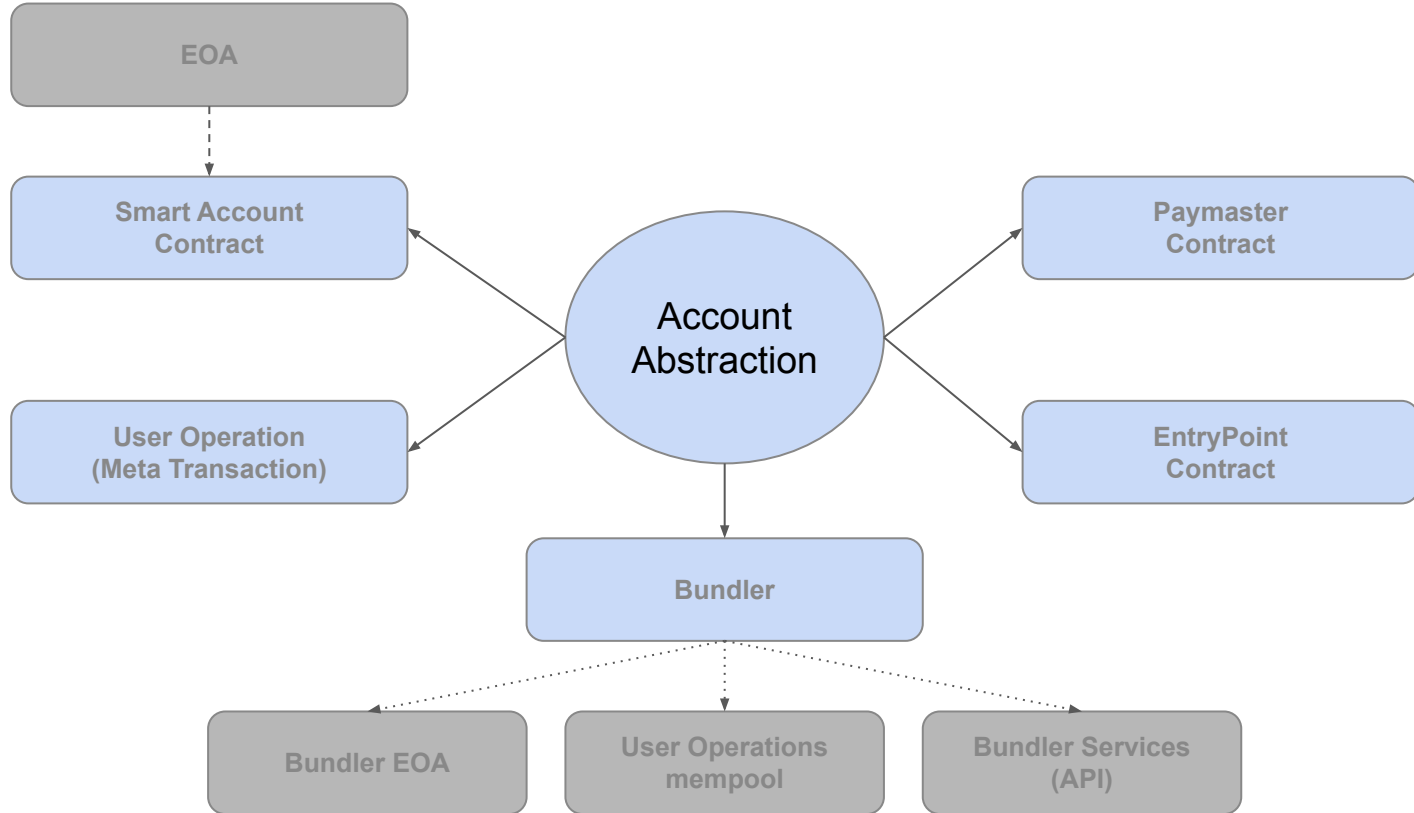 EOA
Smart Account
Contract
Paymaster
Contract
Account
Abstraction
User Operation
(Meta Transaction)
EntryPoint
Contract
Bundler
Bundler EOA
User Operations
mempool
Bundler Services
(API)